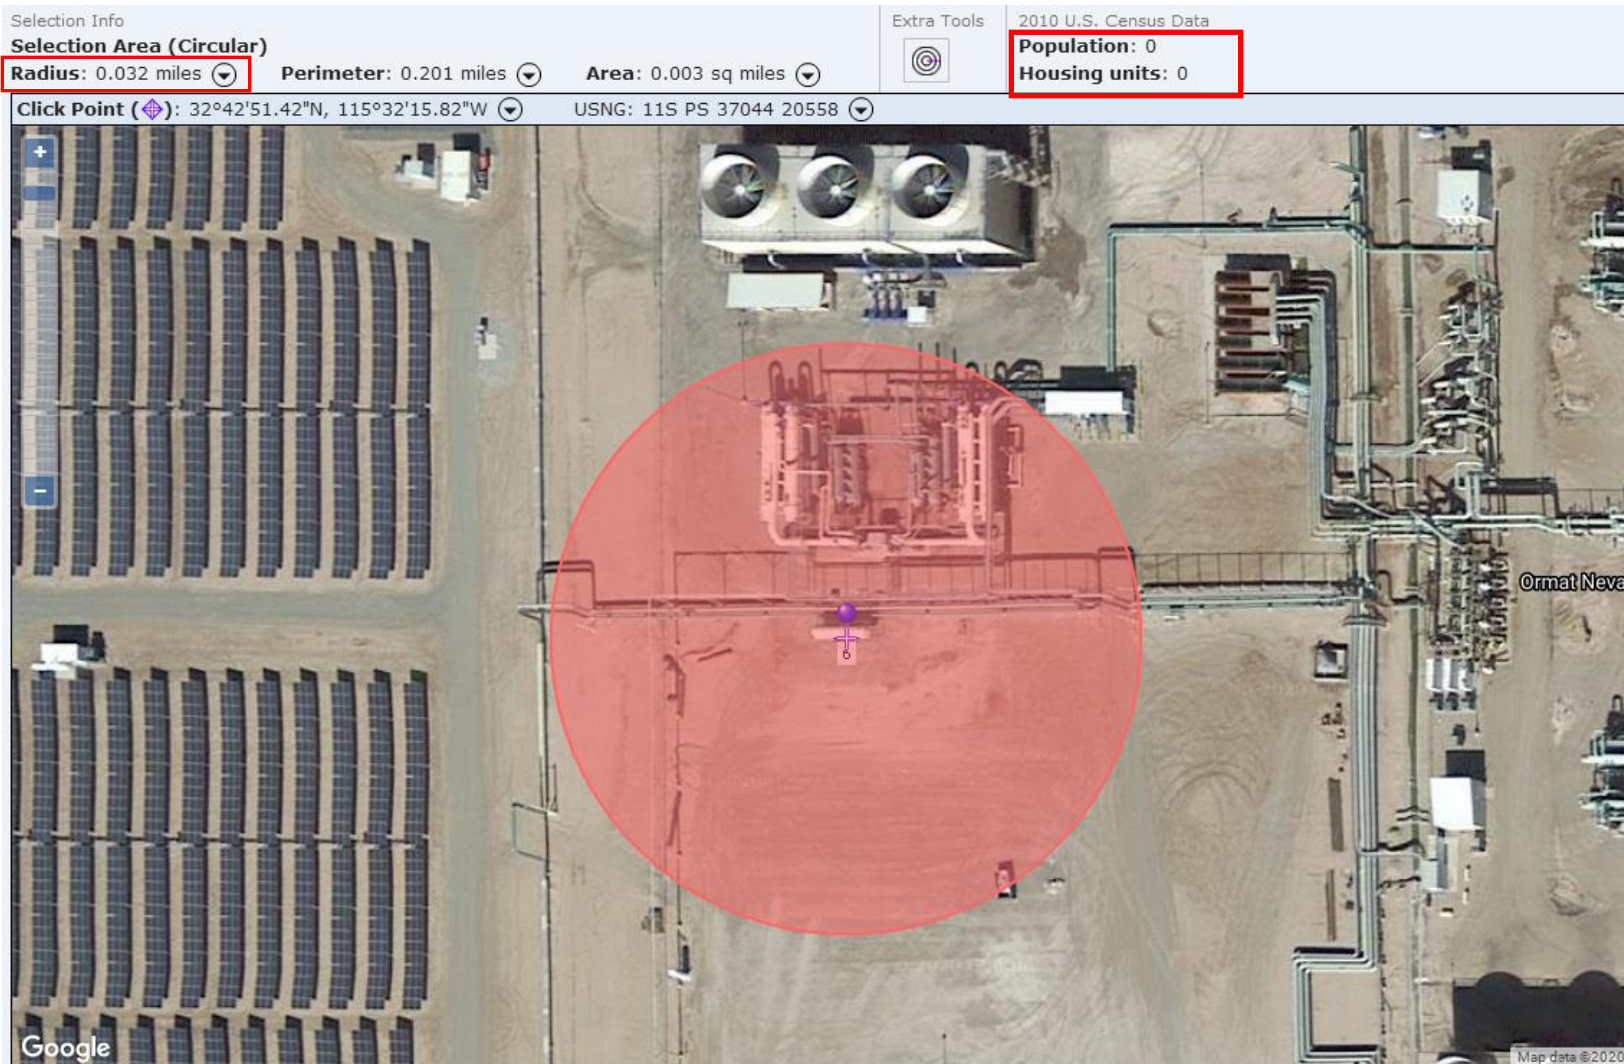 Selection Info
Selection Area (Circular)
Radius: 0.032 miles
Perimeter: 0.201 miles
Area: 0.003 sq miles
Extra Tools
2010 U.S. Census Data
Population: 0
Housing units: 0
Click Point ( ): 32°42'51.42"N, 115°32'15.82"W
USNG: 11S PS 37044 20558
+
-
6
Ormat Neva
Google
Map data ©2020